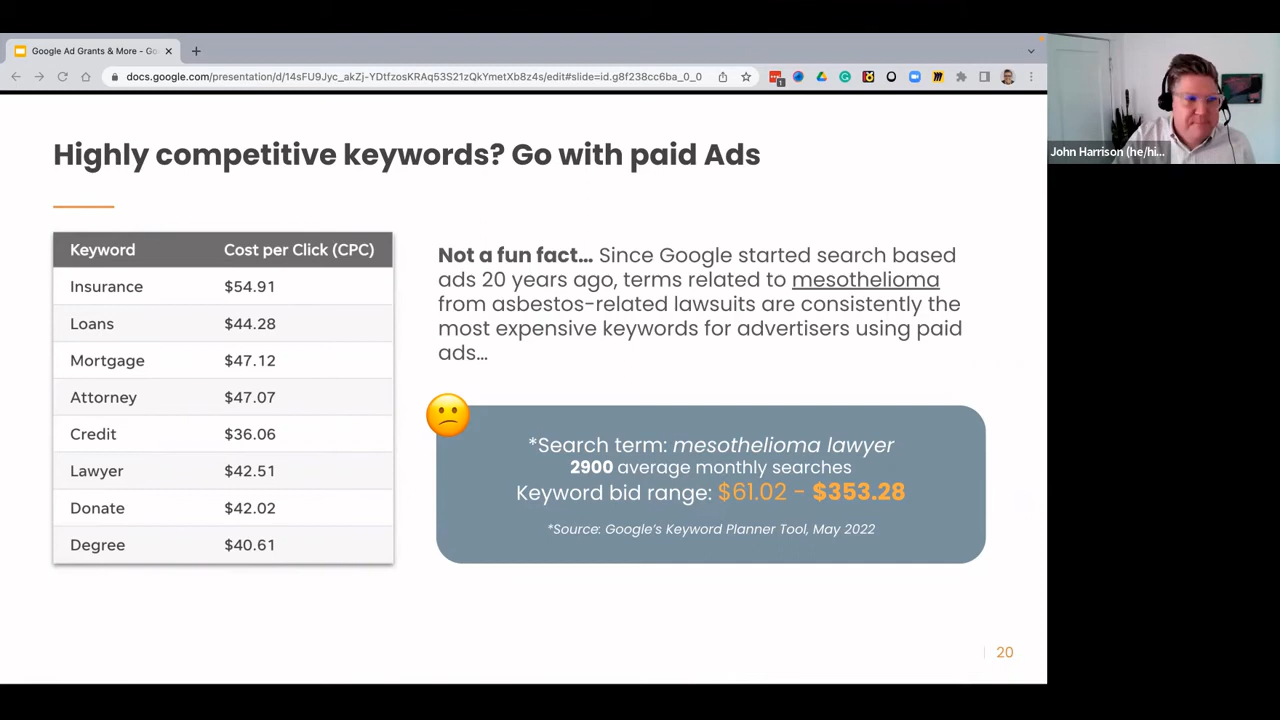 Google Ad Grants & More - Go
docs.google.com/presentation/d/14sFU9Jyc_akZj-YDtfzosKRAq53S21zQkYmetXb8z4s/edit#slide=id.g8f238cc6ba_0_0
1
John Harrison (he/hi...
Highly competitive keywords? Go with paid Ads
Keyword Cost per Click (CPC)
Insurance $54.91
Loans $44.28
Mortgage $47.12
Attorney $47.07
Credit $36.06
Lawyer $42.51
Donate $42.02
Degree $40.61
Not a fun fact... Since Google started search based
ads 20 years ago, terms related to mesothelioma
from asbestos-related lawsuits are consistently the
most expensive keywords for advertisers using paid
ads...
*Search term: mesothelioma lawyer
2900 average monthly searches
Keyword bid range: $61.02 - $353.28
*Source: Google's Keyword Planner Tool, May 2022
20